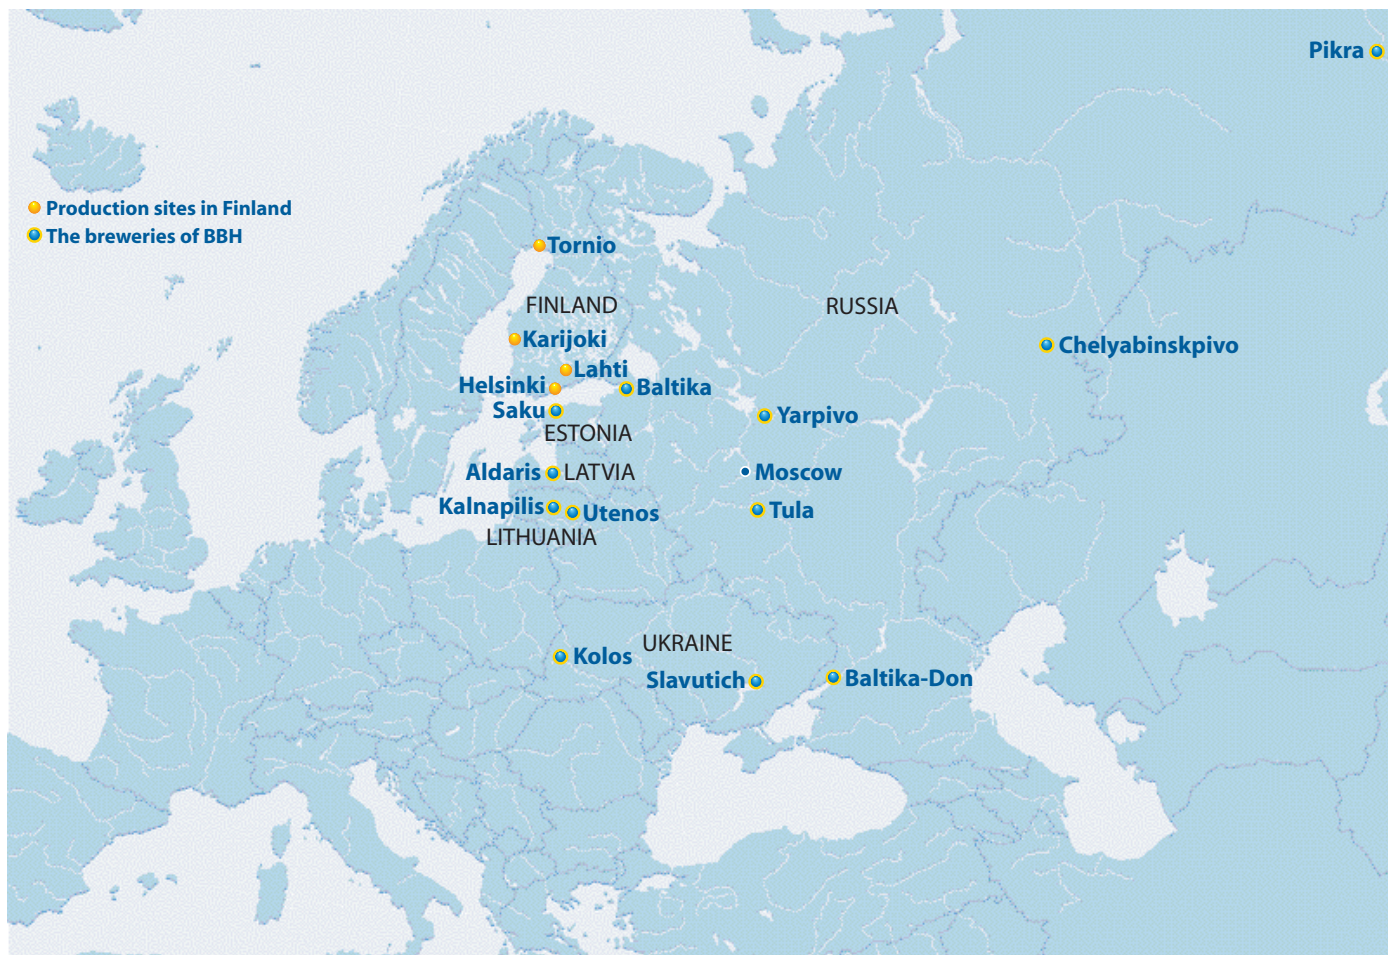 Pikra
Production sites in Finland
The breweries of BBH
Tornio
FINLAND
RUSSIA
Karijoki
Chelyabinskpivo
Lahti
Helsinki
Baltika
Saku
Yarpivo
ESTONIA
Aldaris
LATVIA
Moscow
Kalnapilis
Utenos
Tula
LITHUANIA
UKRAINE
Kolos
Slavutich
Baltika-Don